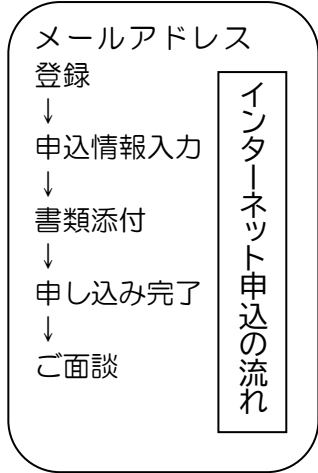 インターネット申込の流れ
メールアドレス
登録
↓
申込情報入力
↓
書類添付
↓
申し込み完了
↓
ご面談